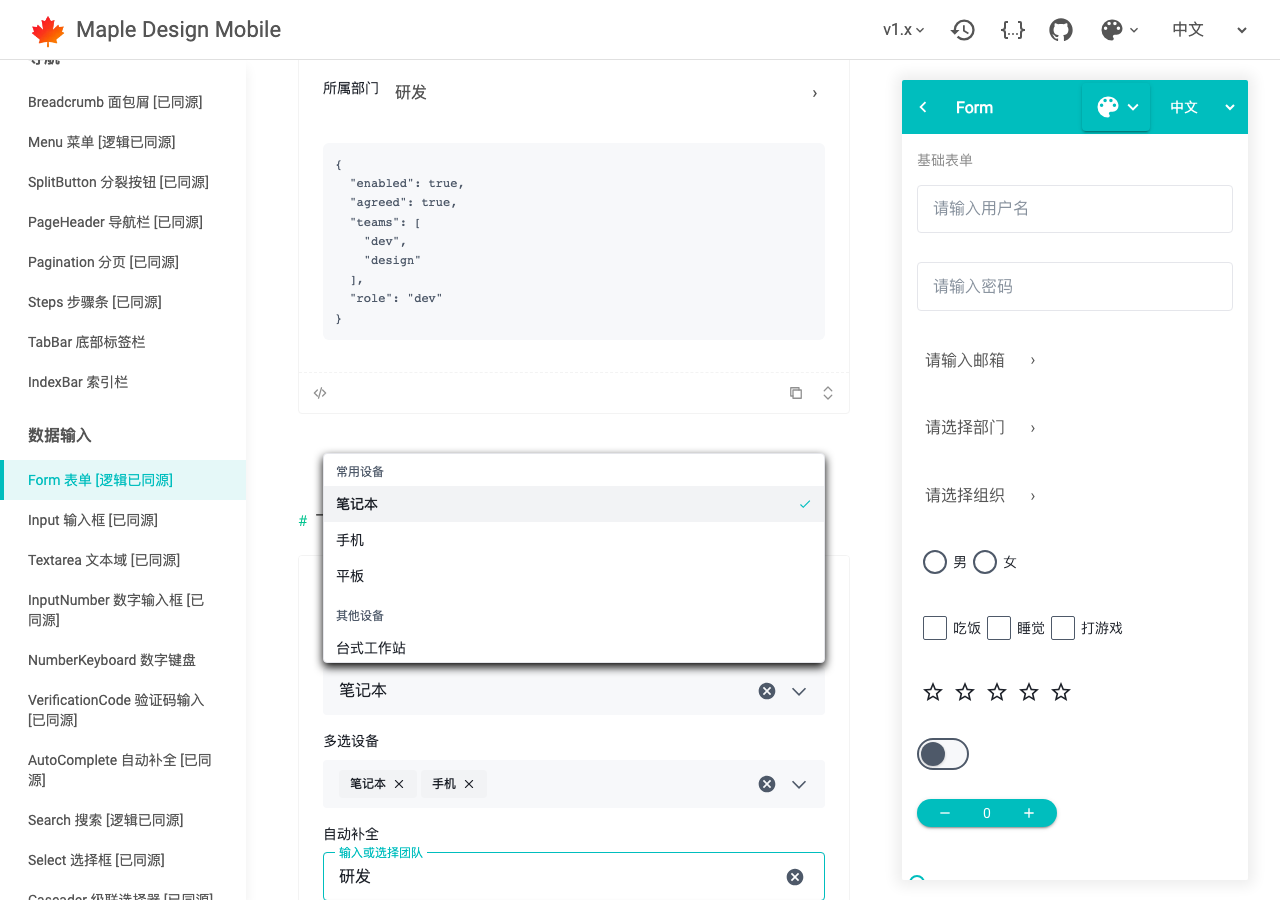 Maple Design Mobile
v1.x
{...}
中文
导航
Breadcrumb 面包屑 [已同源]
Menu 菜单 [逻辑已同源]
SplitButton 分裂按钮 [已同源]
PageHeader 导航栏 [已同源]
Pagination 分页 [已同源]
Steps 步骤条 [已同源]
TabBar 底部标签栏
IndexBar 索引栏
数据输入
Form 表单 [逻辑已同源]
Input 输入框 [已同源]
Textarea 文本域 [已同源]
InputNumber 数字输入框 [已
同源]
NumberKeyboard 数字键盘
VerificationCode 验证码输入
[已同源]
AutoComplete 自动补全 [已同
源]
Search 搜索 [逻辑已同源]
Select 选择框 [已同源]
Cascader 级联选择器 [已同源]
所属部门 研发 ›
{
"enabled": true,
"agreed": true,
"teams": [
"dev",
"design"
],
"role": "dev"
}
#
常用设备
笔记本
手机
平板
其他设备
台式工作站
笔记本
多选设备
笔记本 手机
自动补全
输入或选择团队
研发
Form
中文
基础表单
请输入用户名
请输入密码
请输入邮箱 ›
请选择部门 ›
请选择组织 ›
男 女
吃饭 睡觉 打游戏
0